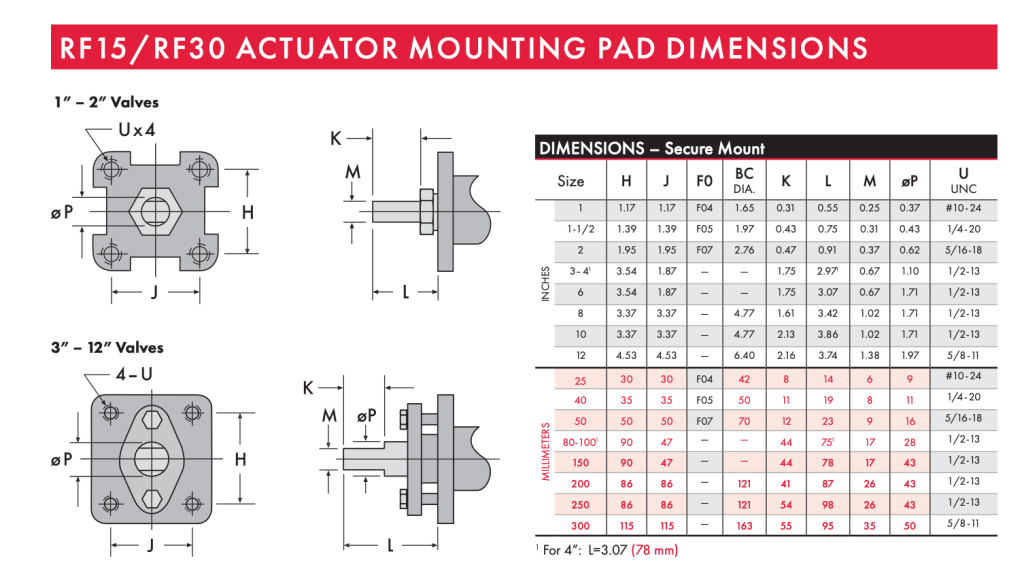 RF15/RF30 ACTUATOR MOUNTING PAD DIMENSIONS
1″ – 2″ Valves
U x 4
øP
H
J
K
M
L
3″ – 12″ Valves
4 – U
øP
H
J
K
M øP
L
DIMENSIONS – Secure Mount
Size H J F0 BC DIA. K L M øP U UNC
INCHES
1 1.17 1.17 F04 1.65 0.31 0.55 0.25 0.37 #10-24
1-1/2 1.39 1.39 F05 1.97 0.43 0.75 0.31 0.43 1/4-20
2 1.95 1.95 F07 2.76 0.47 0.91 0.37 0.62 5/16-18
3–4¹ 3.54 1.87 — — 1.75 2.97¹ 0.67 1.10 1/2-13
6 3.54 1.87 — — 1.75 3.07 0.67 1.71 1/2-13
8 3.37 3.37 — 4.77 1.61 3.42 1.02 1.71 1/2-13
10 3.37 3.37 — 4.77 2.13 3.86 1.02 1.71 1/2-13
12 4.53 4.53 — 6.40 2.16 3.74 1.38 1.97 5/8-11
MILLIMETERS
25 30 30 F04 42 8 14 6 9 #10-24
40 35 35 F05 50 11 19 8 11 1/4-20
50 50 50 F07 70 12 23 9 16 5/16-18
80-100¹ 90 47 — — 44 75¹ 17 28 1/2-13
150 90 47 — — 44 78 17 43 1/2-13
200 86 86 — 121 41 87 26 43 1/2-13
250 86 86 — 121 54 98 26 43 1/2-13
300 115 115 — 163 55 95 35 50 5/8-11
¹ For 4″: L=3.07 (78 mm)